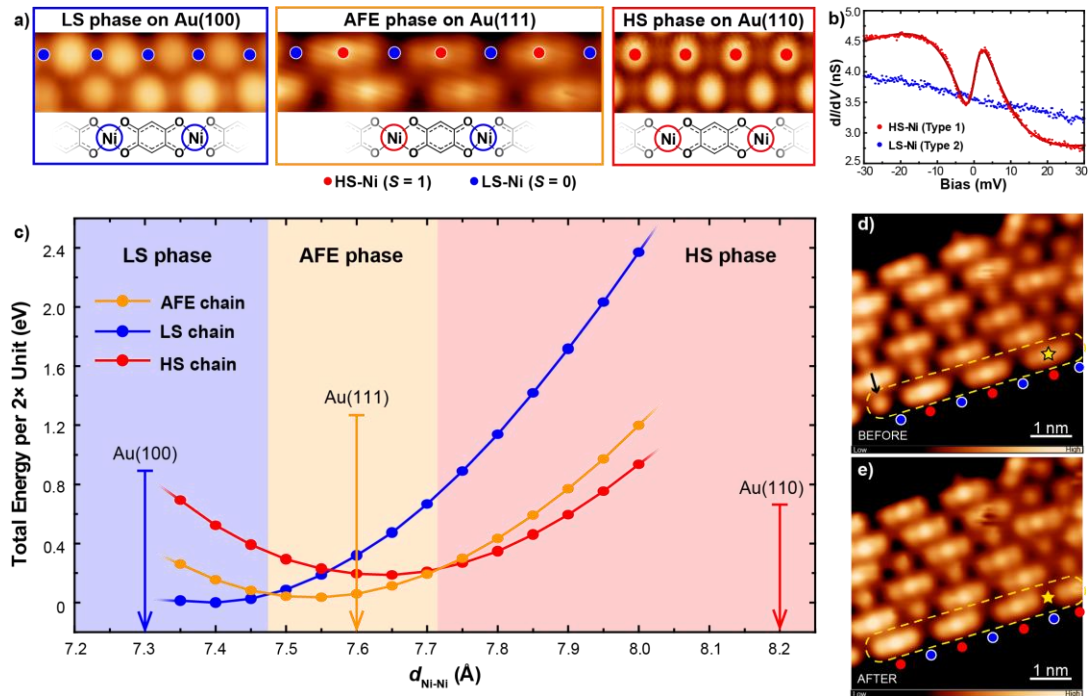 a)
LS phase on Au(100)
AFE phase on Au(111)
HS phase on Au(110)
Ni Ni
O O O O O O O O
Ni Ni
O O O O O O O O
Ni Ni
O O O O O O O O
HS-Ni (S = 1) LS-Ni (S = 0)
b)
dI/dV (nS)
5.0
4.5
4.0
3.5
3.0
2.5
HS-Ni (Type 1)
LS-Ni (Type 2)
-30 -20 -10 0 10 20 30
Bias (mV)
c)
LS phase AFE phase HS phase
AFE chain
LS chain
HS chain
Au(100)
Au(111)
Au(110)
Total Energy per 2× Unit (eV)
2.4
2.0
1.6
1.2
0.8
0.4
0
7.2 7.3 7.4 7.5 7.6 7.7 7.8 7.9 8.0 8.1 8.2
dNi-Ni (Å)
d)
BEFORE
1 nm
Low High
e)
AFTER
1 nm
Low High